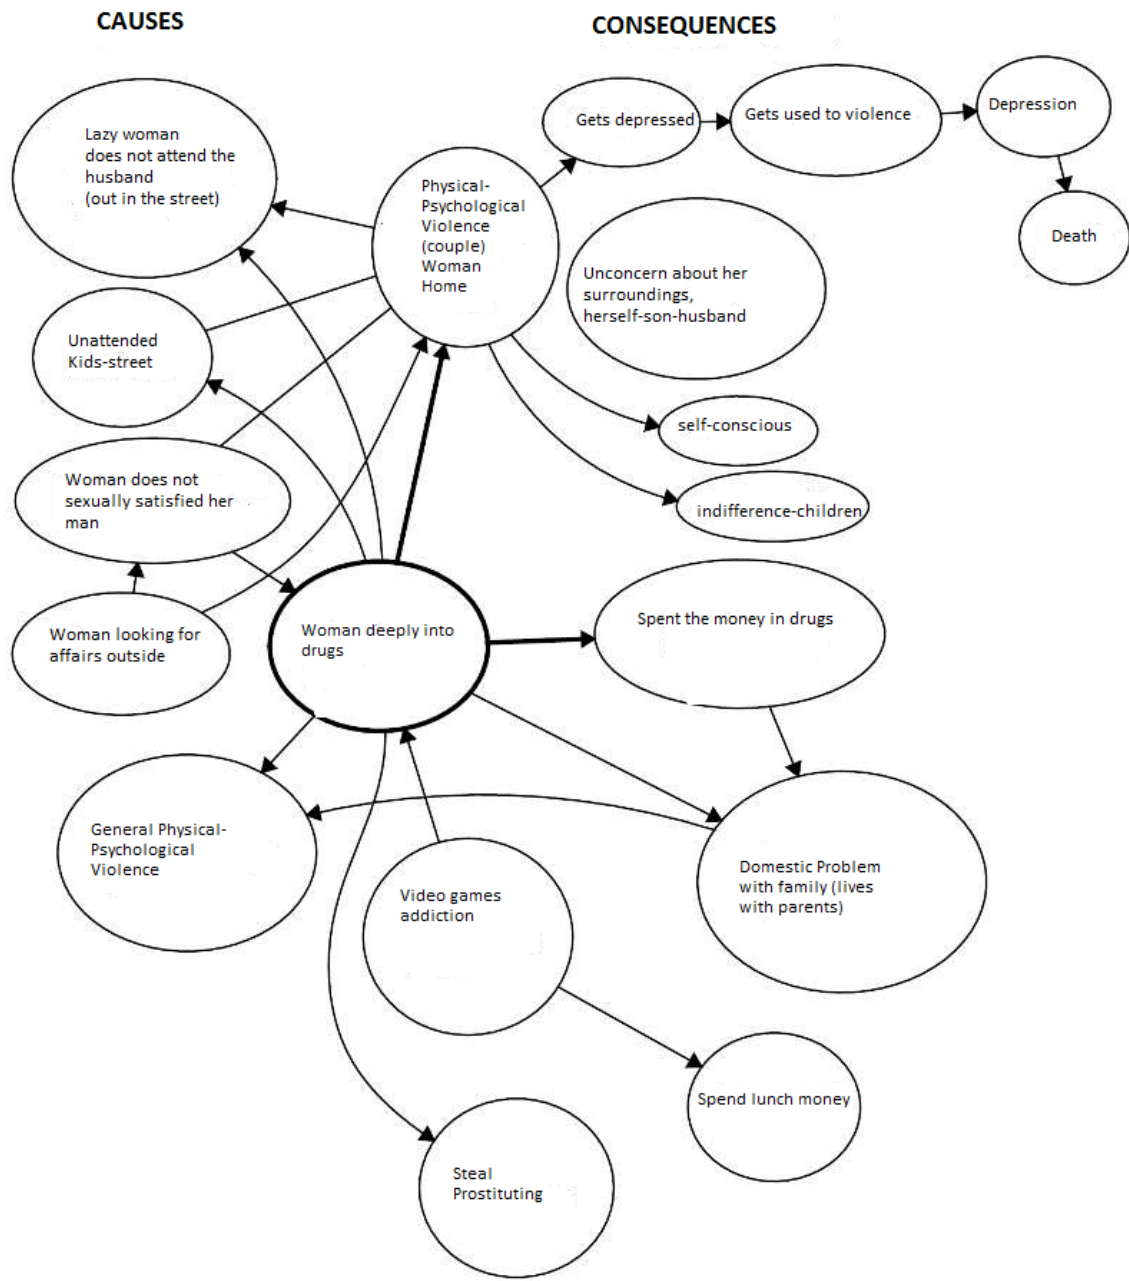 CAUSES
CONSEQUENCES
Lazy woman
does not attend the
husband
(out in the street)
Physical-
Psychological
Violence
(couple)
Woman
Home
Gets depressed
Gets used to violence
Depression
Death
Unconcern about her
surroundings,
herself-son-husband
Unattended
Kids-street
self-conscious
Woman does not
sexually satisfied her
man
indifference-children
Woman looking for
affairs outside
Woman deeply into
drugs
Spent the money in drugs
General Physical-
Psychological
Violence
Video games
addiction
Domestic Problem
with family (lives
with parents)
Spend lunch money
Steal
Prostituting